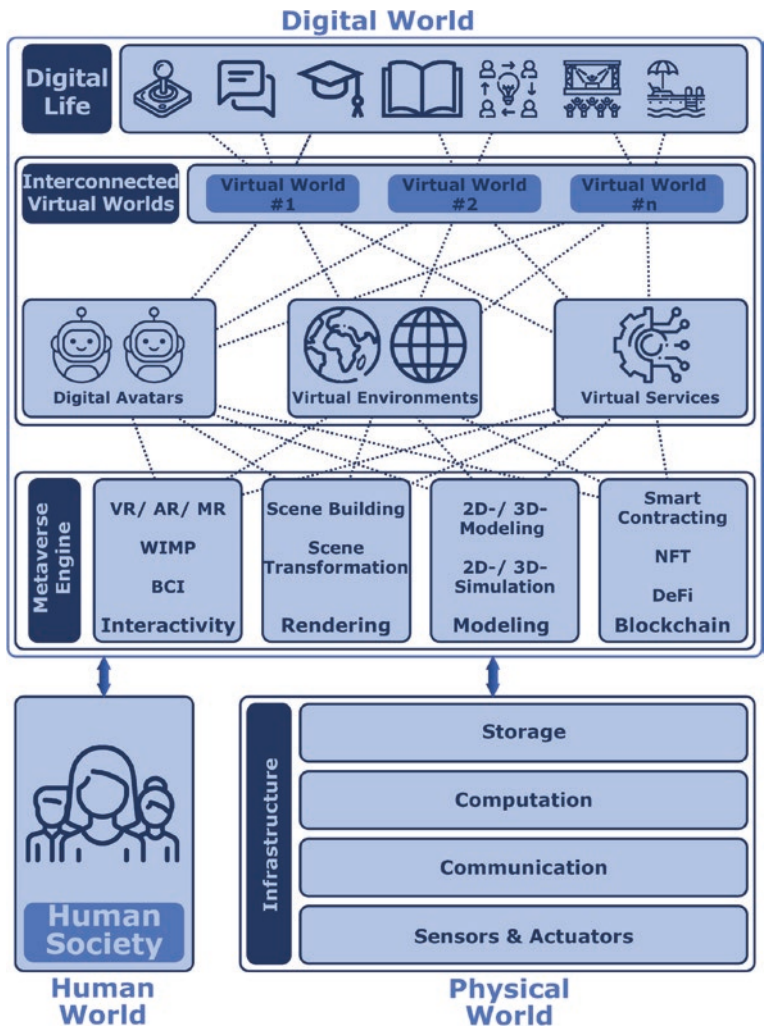 Digital World
Digital
Life
Interconnected
Virtual Worlds
Virtual World
#1
Virtual World
#2
Virtual World
#n
Digital Avatars
Virtual Environments
Virtual Services
Metaverse
Engine
VR/ AR/ MR
WIMP
BCI
Interactivity
Scene Building
Scene
Transformation
Rendering
2D-/ 3D-
Modeling
2D-/ 3D-
Simulation
Modeling
Smart
Contracting
NFT
DeFi
Blockchain
Human
Society
Human
World
Infrastructure
Storage
Computation
Communication
Sensors & Actuators
Physical
World